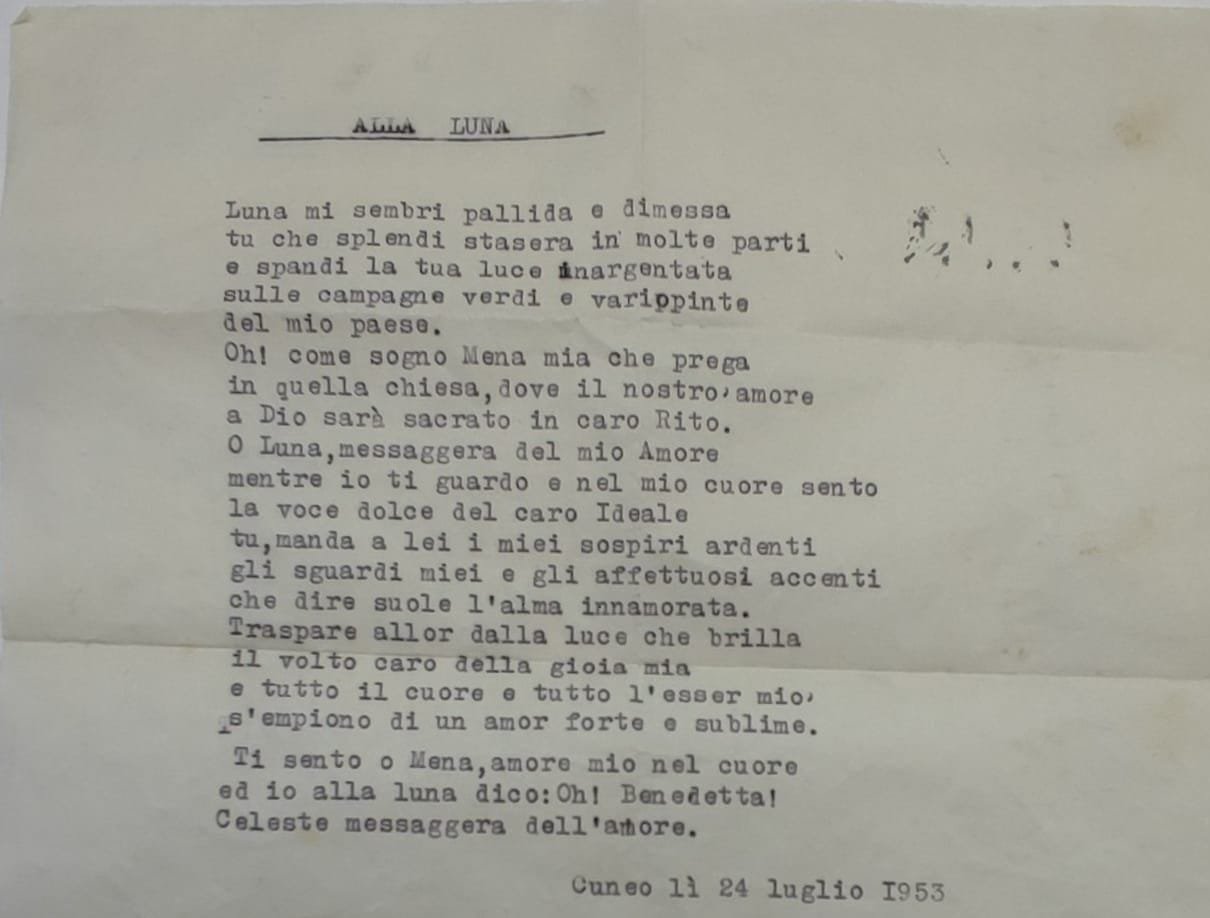 ALLA LUNA
Luna mi sembri pallida e dimessa
tu che splendi stasera in molte parti
e spandi la tua luce inargentata
sulle campagne verdi e varippinte
del mio paese.
Oh! come sogno Mena mia che prega
in quella chiesa,dove il nostro amore
a Dio sarà sacrato in caro Rito.
O Luna,messaggera del mio Amore
mentre io ti guardo e nel mio cuore sento
la voce dolce del caro Ideale
tu,manda a lei i miei sospiri ardenti
gli sguardi miei e gli affettuosi accenti
che dire suole l'alma innamorata.
Traspare allor dalla luce che brilla
il volto caro della gioia mia
e tutto il cuore e tutto l'esser mio
s'empiono di un amor forte e sublime.
Ti sento o Mena,amore mio nel cuore
ed io alla luna dico:Oh! Benedetta!
Celeste messaggera dell'amore.
Cuneo lì 24 luglio I953